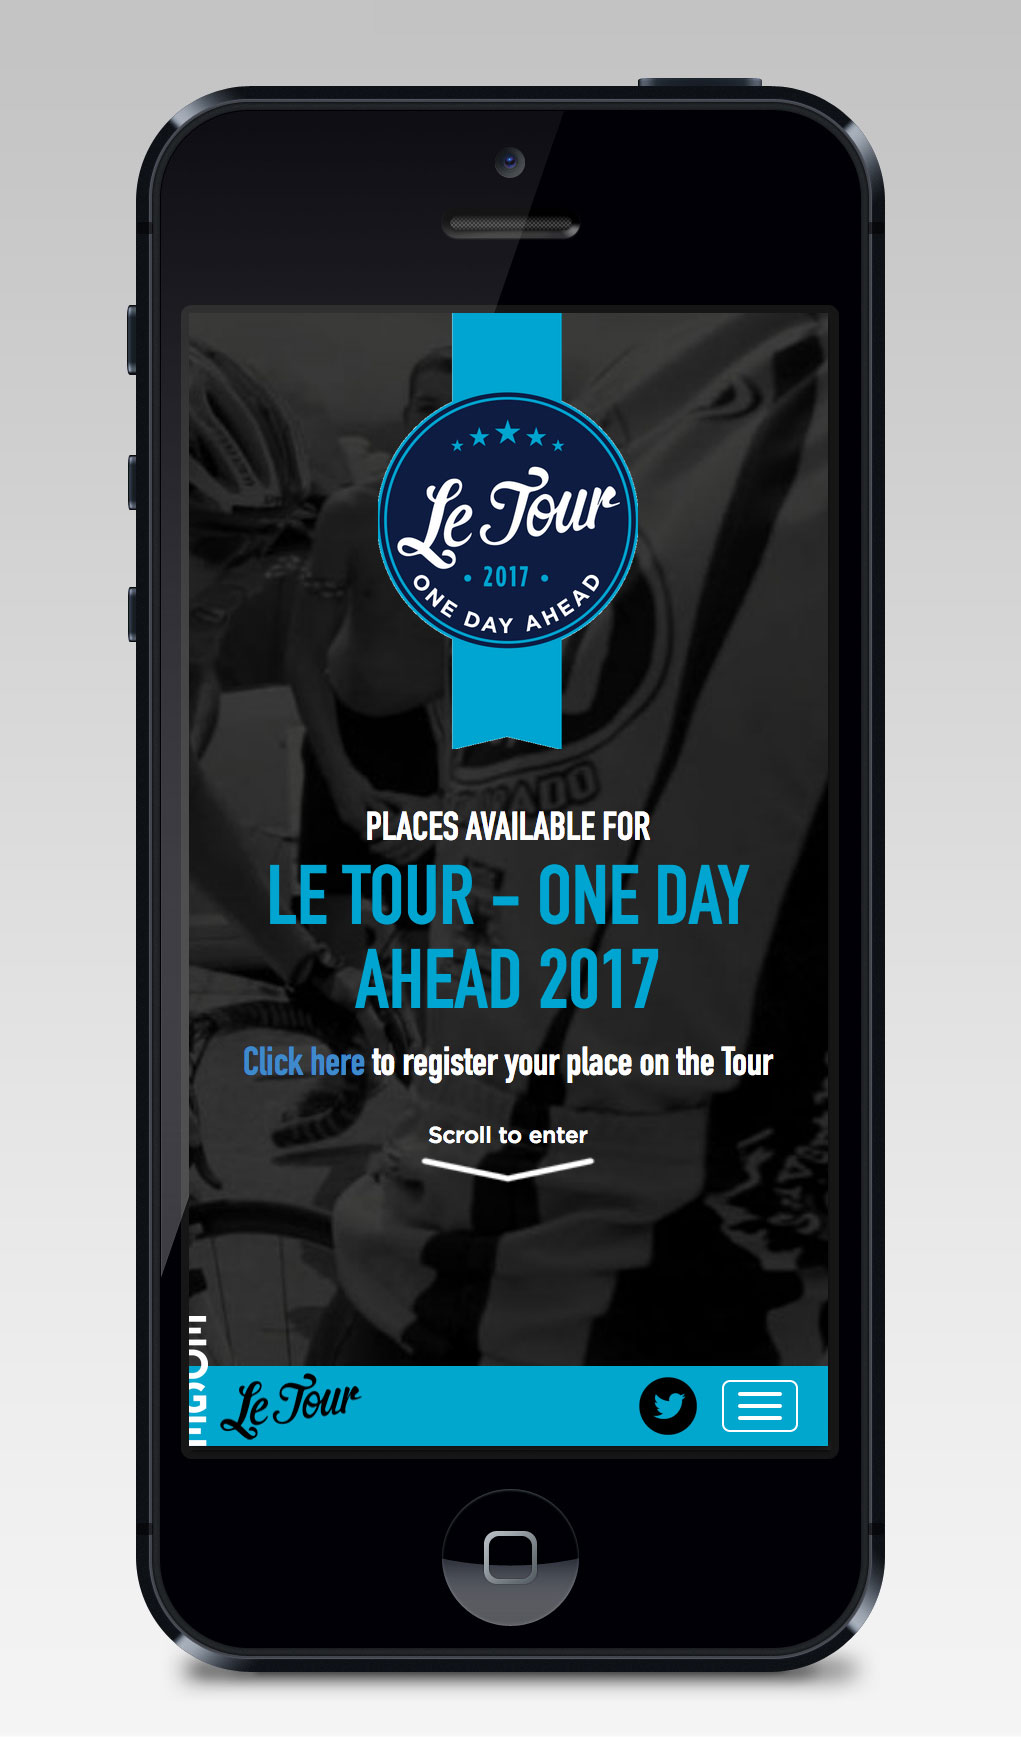 Le Tour
2017
ONE DAY AHEAD
PLACES AVAILABLE FOR
LE TOUR - ONE DAY
AHEAD 2017
Click here to register your place on the Tour
Scroll to enter
Le Tour